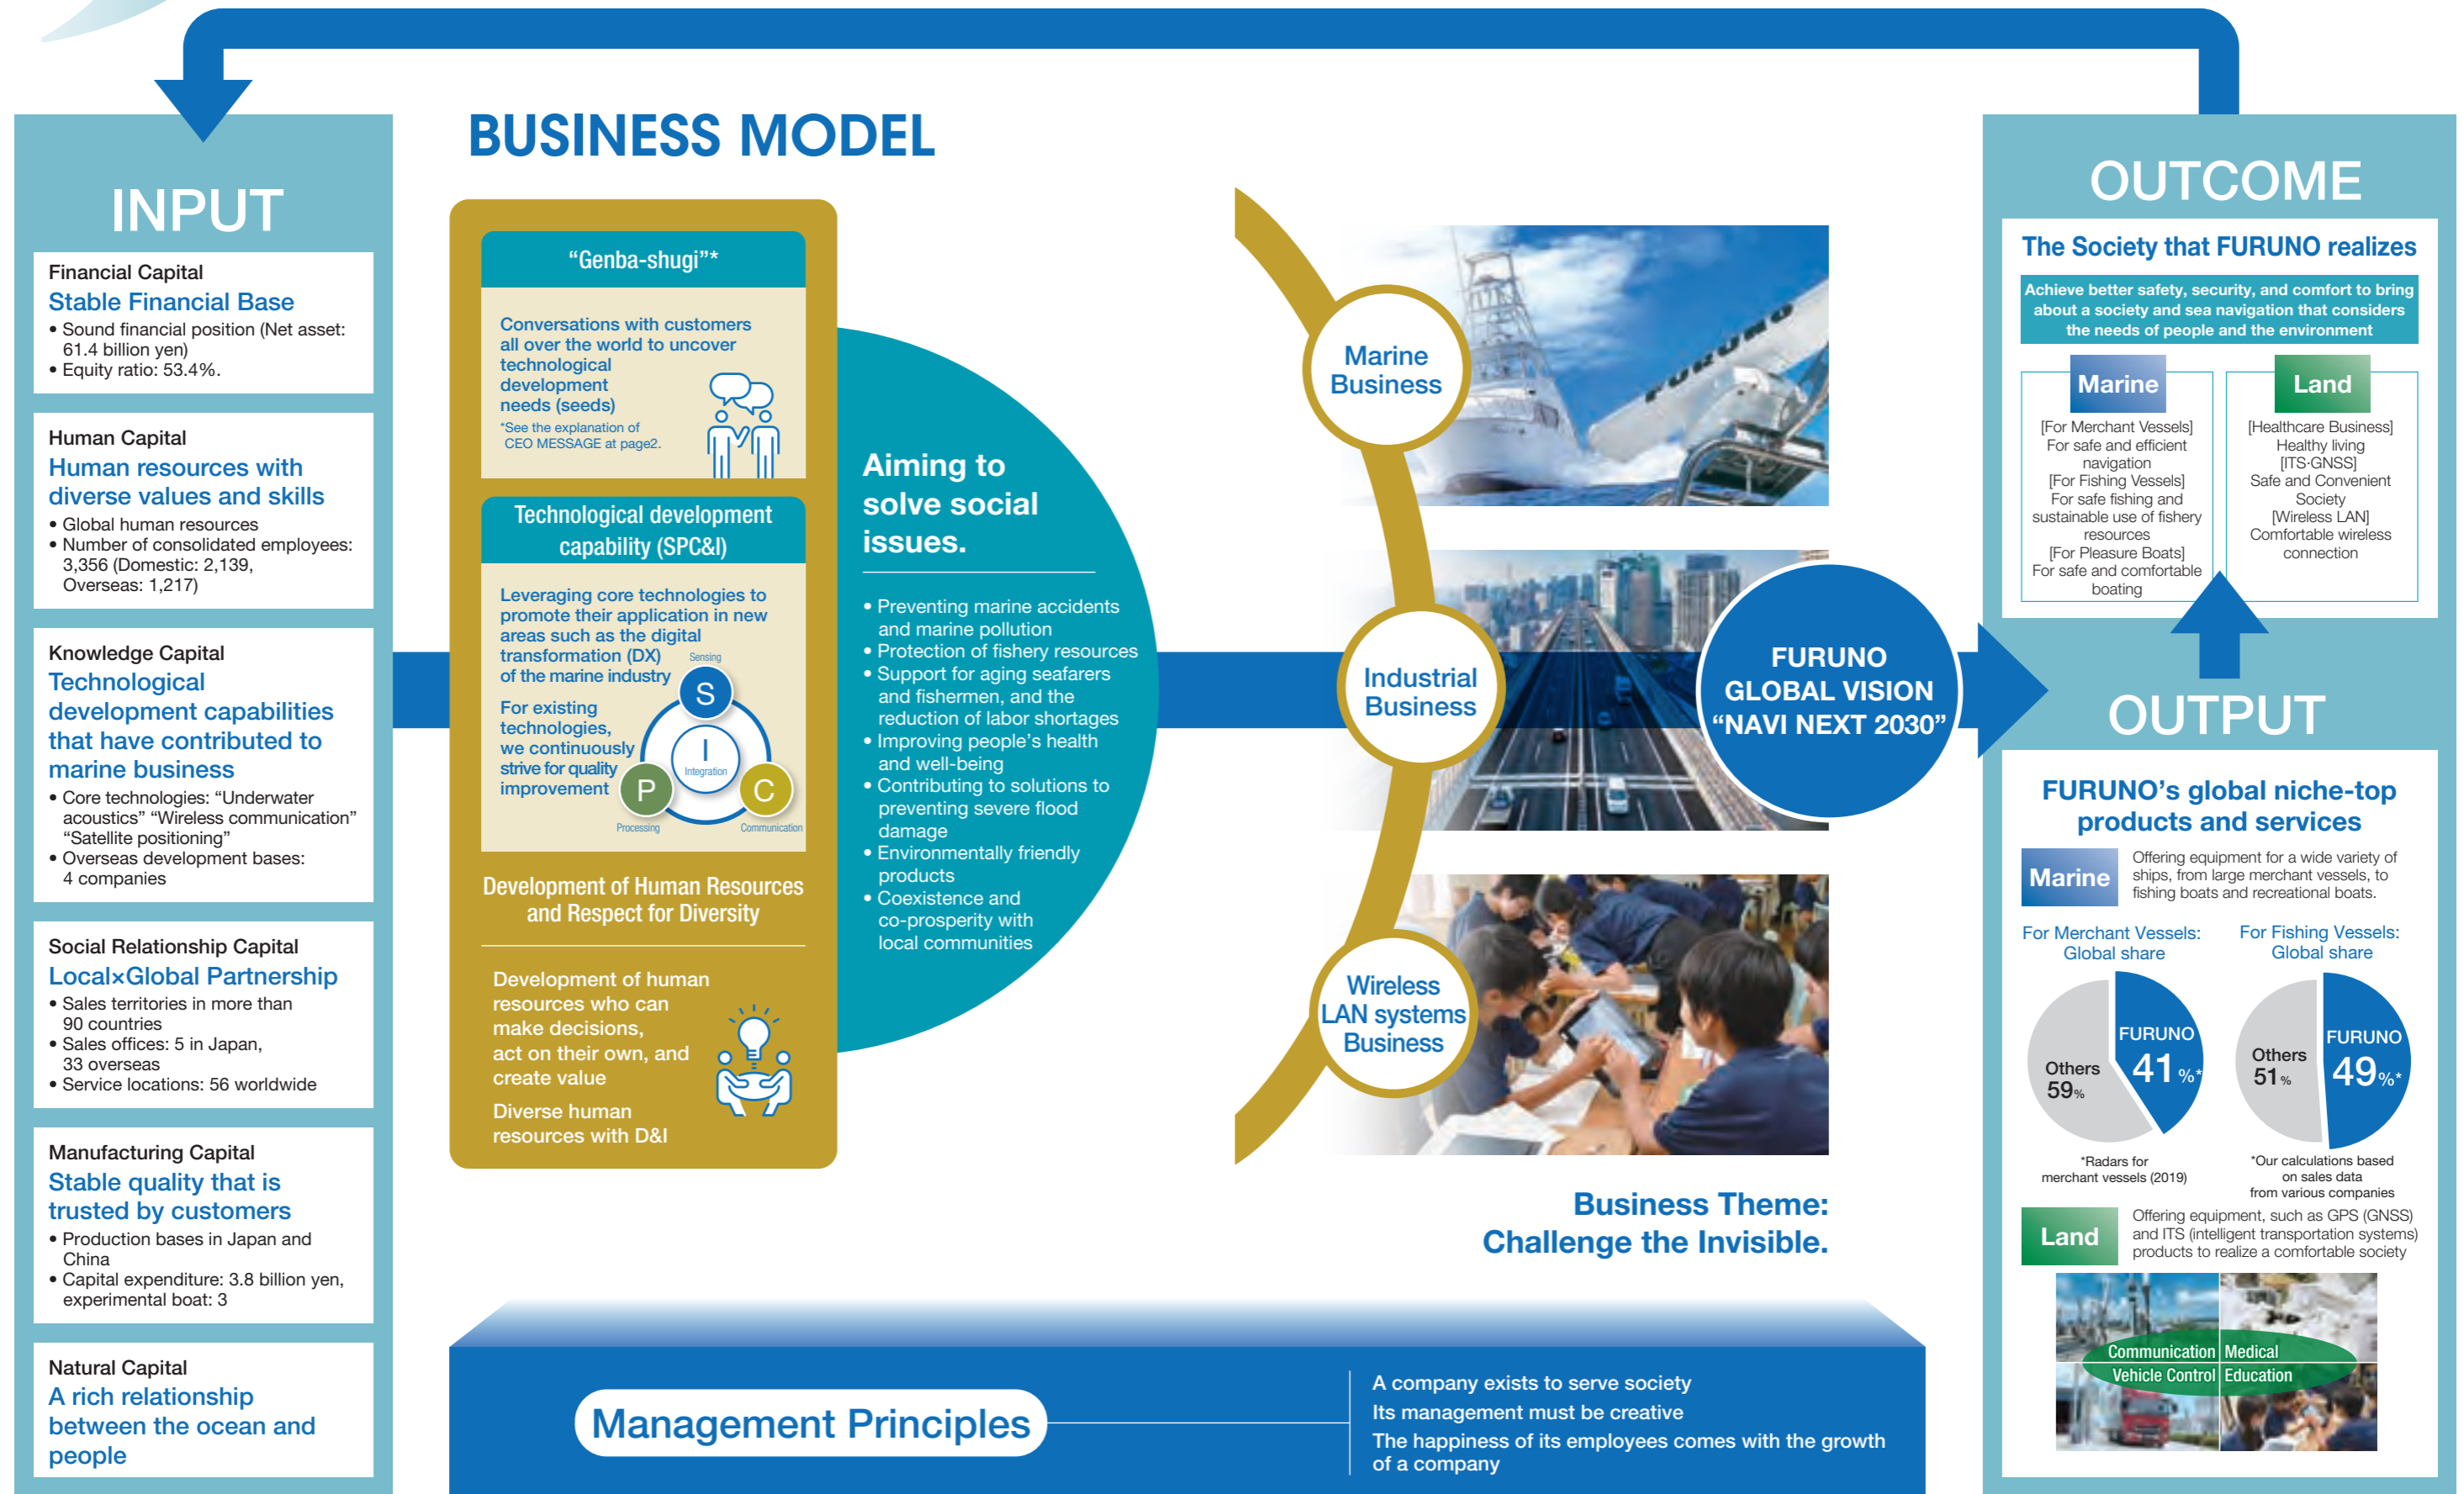 BUSINESS MODEL
INPUT
Financial Capital
Stable Financial Base
• Sound financial position (Net asset:
61.4 billion yen)
• Equity ratio: 53.4%.
Human Capital
Human resources with
diverse values and skills
• Global human resources
• Number of consolidated employees:
3,356 (Domestic: 2,139,
Overseas: 1,217)
Knowledge Capital
Technological
development capabilities
that have contributed to
marine business
• Core technologies: “Underwater
acoustics” “Wireless communication”
“Satellite positioning”
• Overseas development bases:
4 companies
Social Relationship Capital
Local×Global Partnership
• Sales territories in more than
90 countries
• Sales offices: 5 in Japan,
33 overseas
• Service locations: 56 worldwide
Manufacturing Capital
Stable quality that is
trusted by customers
• Production bases in Japan and
China
• Capital expenditure: 3.8 billion yen,
experimental boat: 3
Natural Capital
A rich relationship
between the ocean and
people
“Genba-shugi”*
Conversations with customers
all over the world to uncover
technological
development
needs (seeds)
*See the explanation of
CEO MESSAGE at page2.
Technological development
capability (SPC&I)
Leveraging core technologies to
promote their application in new
areas such as the digital
transformation (DX)
of the marine industry
For existing
technologies,
we continuously
strive for quality
improvement
Sensing
S
I
Integration
P
Processing
C
Communication
Development of Human Resources
and Respect for Diversity
Development of human
resources who can
make decisions,
act on their own, and
create value
Diverse human
resources with D&I
Aiming to
solve social
issues.
• Preventing marine accidents
and marine pollution
• Protection of fishery resources
• Support for aging seafarers
and fishermen, and the
reduction of labor shortages
• Improving people’s health
and well-being
• Contributing to solutions to
preventing severe flood
damage
• Environmentally friendly
products
• Coexistence and
co-prosperity with
local communities
Marine
Business
FURUNO
Industrial
Business
Wireless
LAN systems
Business
FURUNO
GLOBAL VISION
“NAVI NEXT 2030”
Business Theme:
Challenge the Invisible.
Management Principles
A company exists to serve society
Its management must be creative
The happiness of its employees comes with the growth
of a company
OUTCOME
The Society that FURUNO realizes
Achieve better safety, security, and comfort to bring
about a society and sea navigation that considers
the needs of people and the environment
Marine
[For Merchant Vessels]
For safe and efficient
navigation
[For Fishing Vessels]
For safe fishing and
sustainable use of fishery
resources
[For Pleasure Boats]
For safe and comfortable
boating
Land
[Healthcare Business]
Healthy living
[ITS·GNSS]
Safe and Convenient
Society
[Wireless LAN]
Comfortable wireless
connection
OUTPUT
FURUNO’s global niche-top
products and services
Marine
Offering equipment for a wide variety of
ships, from large merchant vessels, to
fishing boats and recreational boats.
For Merchant Vessels:
Global share
FURUNO
41%*
Others
59%
*Radars for
merchant vessels (2019)
For Fishing Vessels:
Global share
FURUNO
49%*
Others
51%
*Our calculations based
on sales data
from various companies
Land
Offering equipment, such as GPS (GNSS)
and ITS (intelligent transportation systems)
products to realize a comfortable society
Communication
Medical
Vehicle Control
Education